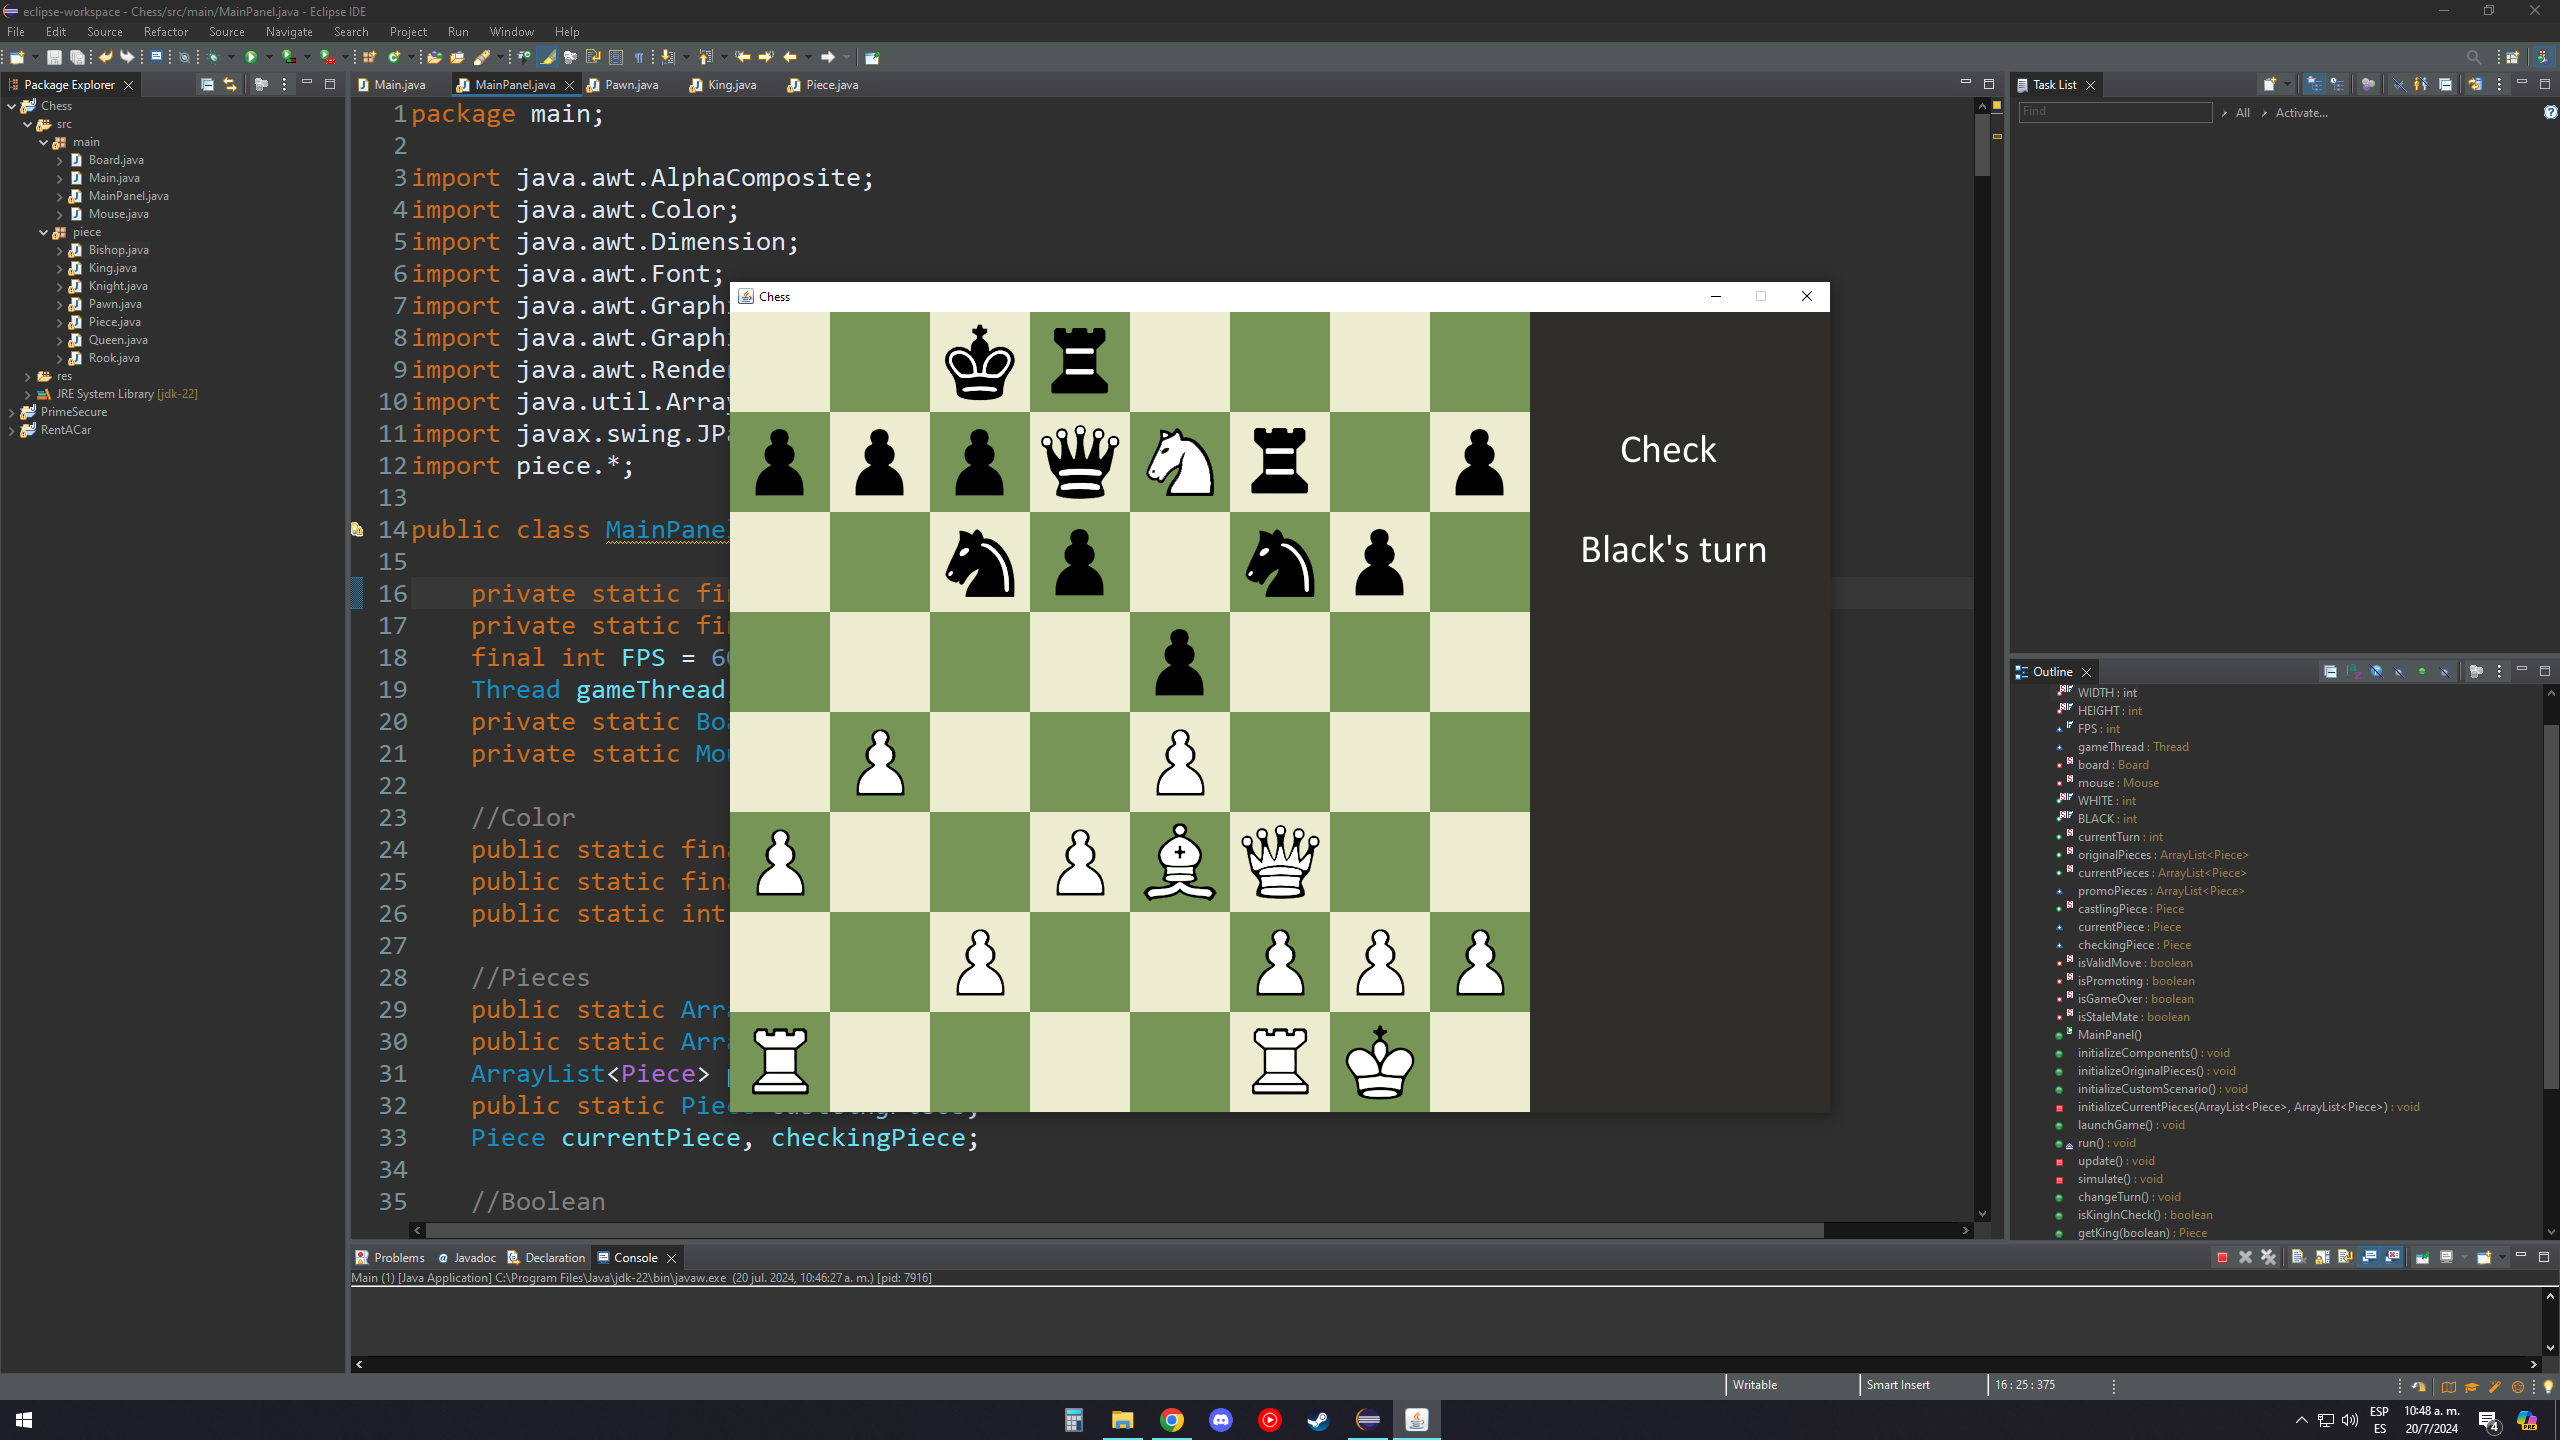 eclipse-workspace - Chess/src/main/MainPanel.java - Eclipse IDE
File Edit Source Refactor Source Navigate Search Project Run Window Help
Package Explorer
Chess
src
main
Board.java
Main.java
MainPanel.java
Mouse.java
piece
Bishop.java
King.java
Knight.java
Pawn.java
Piece.java
Queen.java
Rook.java
res
JRE System Library [jdk-22]
PrimeSecure
RentACar
Main.java MainPanel.java Pawn.java King.java Piece.java
1 package main;
2
3 import java.awt.AlphaComposite;
4 import java.awt.Color;
5 import java.awt.Dimension;
6 import java.awt.Font;
7 import java.awt.Graph
8 import java.awt.Graph
9 import java.awt.Render
10 import java.util.Array
11 import javax.swing.JPa
12 import piece.*;
13
14 public class MainPanel
15
16 private static fi
17 private static fi
18 final int FPS = 60
19 Thread gameThread
20 private static Boa
21 private static Mou
22
23 //Color
24 public static fina
25 public static fina
26 public static int
27
28 //Pieces
29 public static Arra
30 public static Arra
31 ArrayList<Piece> p
32 public static Piece castlingPiece;
33 Piece currentPiece, checkingPiece;
34
35 //Boolean
Chess
Check
Black's turn
Task List
Find
All
Activate...
Outline
WIDTH : int
HEIGHT : int
FPS : int
gameThread : Thread
board : Board
mouse : Mouse
WHITE : int
BLACK : int
currentTurn : int
originalPieces : ArrayList<Piece>
currentPieces : ArrayList<Piece>
promoPieces : ArrayList<Piece>
castlingPiece : Piece
currentPiece : Piece
checkingPiece : Piece
isValidMove : boolean
isPromoting : boolean
isGameOver : boolean
isStaleMate : boolean
MainPanel()
initializeComponents() : void
initializeOriginalPieces() : void
initializeCustomScenario() : void
initializeCurrentPieces(ArrayList<Piece>, ArrayList<Piece>) : void
launchGame() : void
run() : void
update() : void
simulate() : void
changeTurn() : void
isKingInCheck() : boolean
getKing(boolean) : Piece
Problems Javadoc Declaration Console
Main (1) [Java Application] C:\Program Files\Java\jdk-22\bin\javaw.exe (20 jul. 2024, 10:46:27 a. m.) [pid: 7916]
Writable
Smart Insert
16 : 25 : 375
ESP
ES
10:48 a. m.
20/7/2024
4